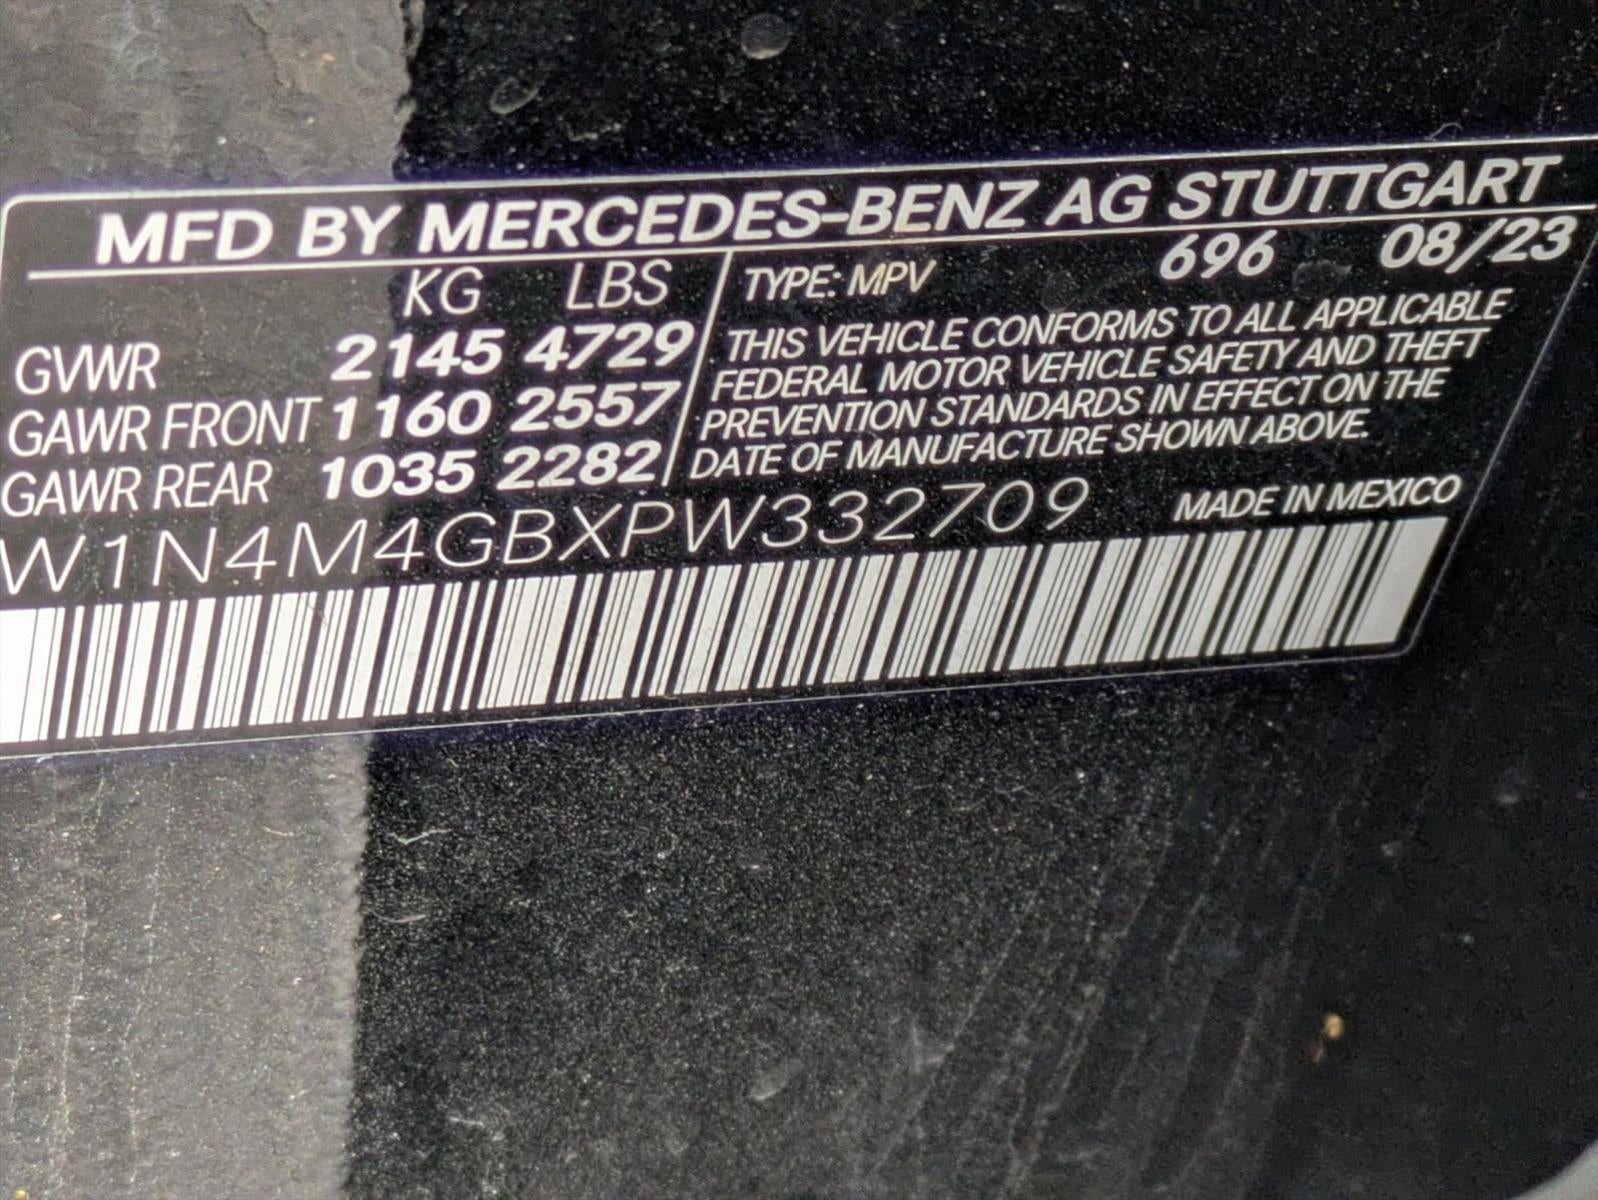 MFD BY MERCEDES-BENZ AG STUTTGART
KG LBS
GVWR 2145 4729
GAWR FRONT 1160 2557
GAWR REAR 1035 2282
TYPE: MPV 696 08/23
THIS VEHICLE CONFORMS TO ALL APPLICABLE
FEDERAL MOTOR VEHICLE SAFETY AND THEFT
PREVENTION STANDARDS IN EFFECT ON THE
DATE OF MANUFACTURE SHOWN ABOVE.
W1N4M4GBXPW332709 MADE IN MEXICO